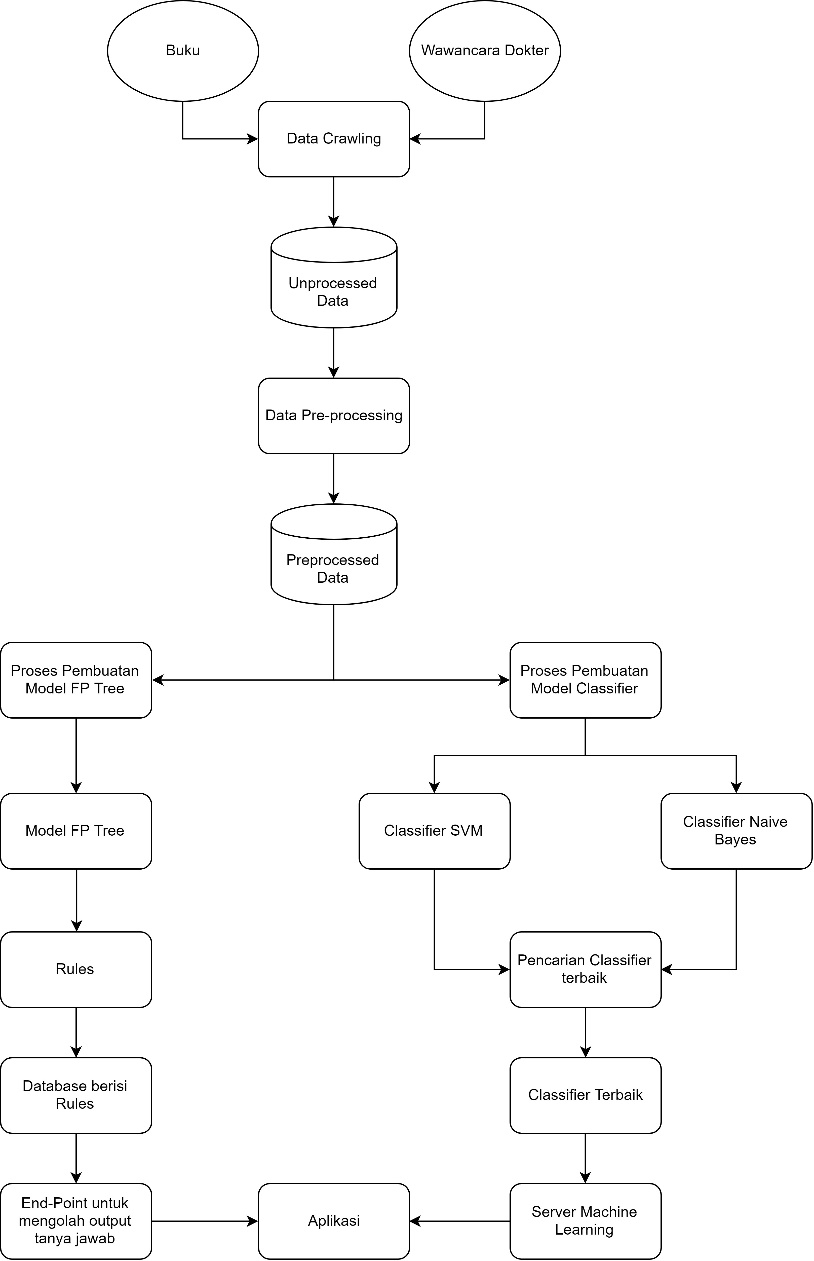 Buku
Wawancara Dokter
Data Crawling
Unprocessed
Data
Data Pre-processing
Preprocessed
Data
Proses Pembuatan
Model FP Tree
Proses Pembuatan
Model Classifier
Model FP Tree
Classifier SVM
Classifier Naive
Bayes
Rules
Pencarian Classifier
terbaik
Database berisi
Rules
Classifier Terbaik
End-Point untuk
mengolah output
tanya jawab
Aplikasi
Server Machine
Learning